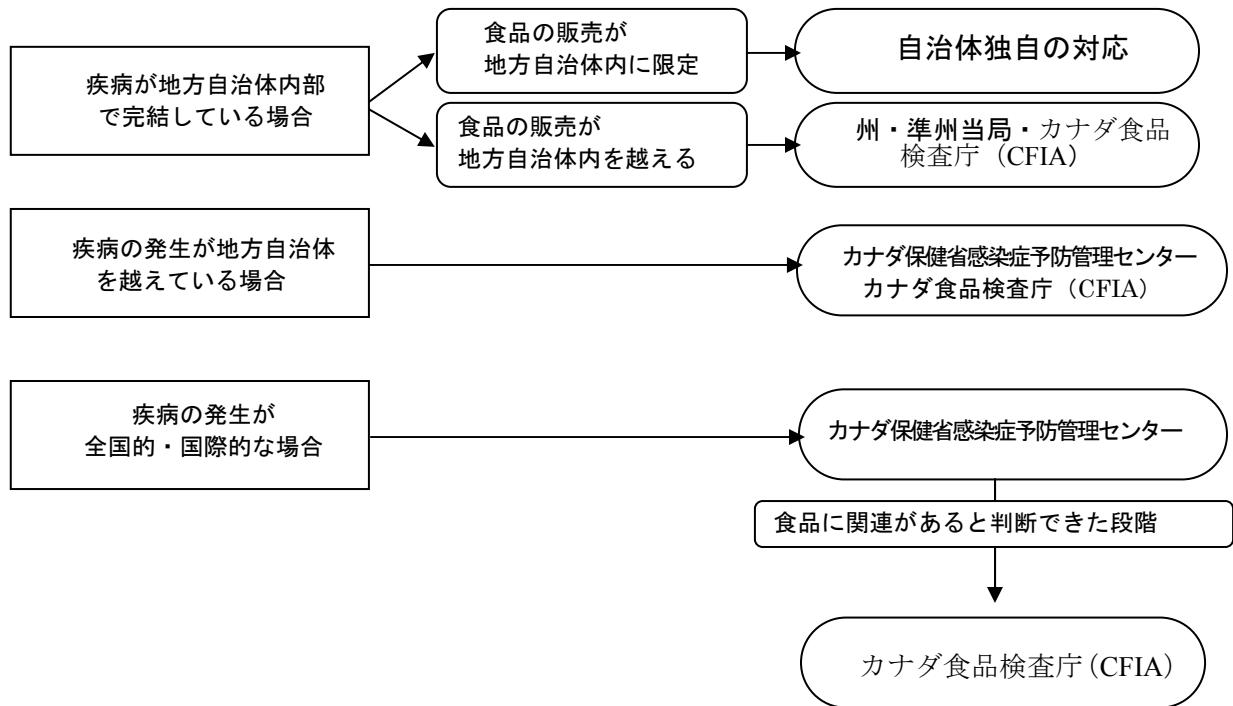 疾病が地方自治体内部
で完結している場合
食品の販売が
地方自治体内に限定
自治体独自の対応
食品の販売が
地方自治体内を越える
州・準州当局・カナダ食品
検査庁（CFIA）
疾病の発生が地方自治体
を越えている場合
カナダ保健省感染症予防管理センター
カナダ食品検査庁（CFIA）
疾病の発生が
全国的・国際的な場合
カナダ保健省感染症予防管理センター
食品に関連があると判断できた段階
カナダ食品検査庁（CFIA）